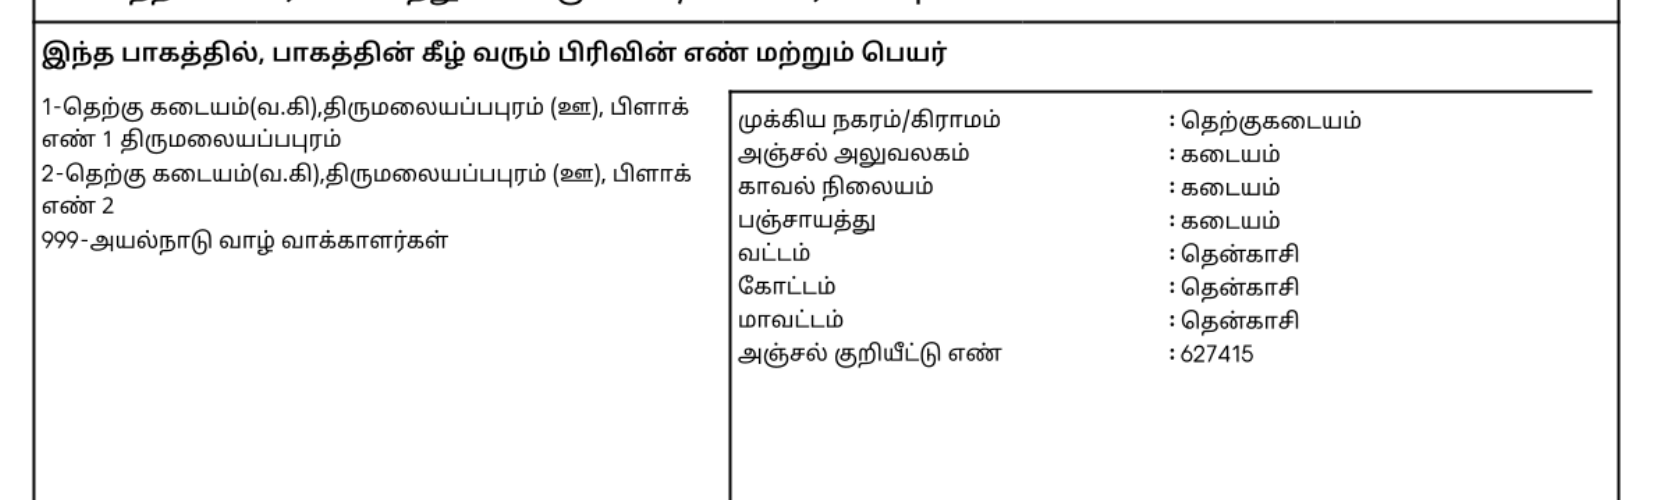 இந்த பாகத்தில், பாகத்தின் கீழ் வரும் பிரிவின் எண் மற்றும் பெயர்
1-தெற்கு கடையம்(வ.கி),திருமலையப்பபுரம் (ஊ), பிளாக்
எண் 1 திருமலையப்பபுரம்
2-தெற்கு கடையம்(வ.கி),திருமலையப்பபுரம் (ஊ), பிளாக்
எண் 2
999-அயல்நாடு வாழ் வாக்காளர்கள்
முக்கிய நகரம்/கிராமம் : தெற்குகடையம்
அஞ்சல் அலுவலகம் : கடையம்
காவல் நிலையம் : கடையம்
பஞ்சாயத்து : கடையம்
வட்டம் : தென்காசி
கோட்டம் : தென்காசி
மாவட்டம் : தென்காசி
அஞ்சல் குறியீட்டு எண் : 627415